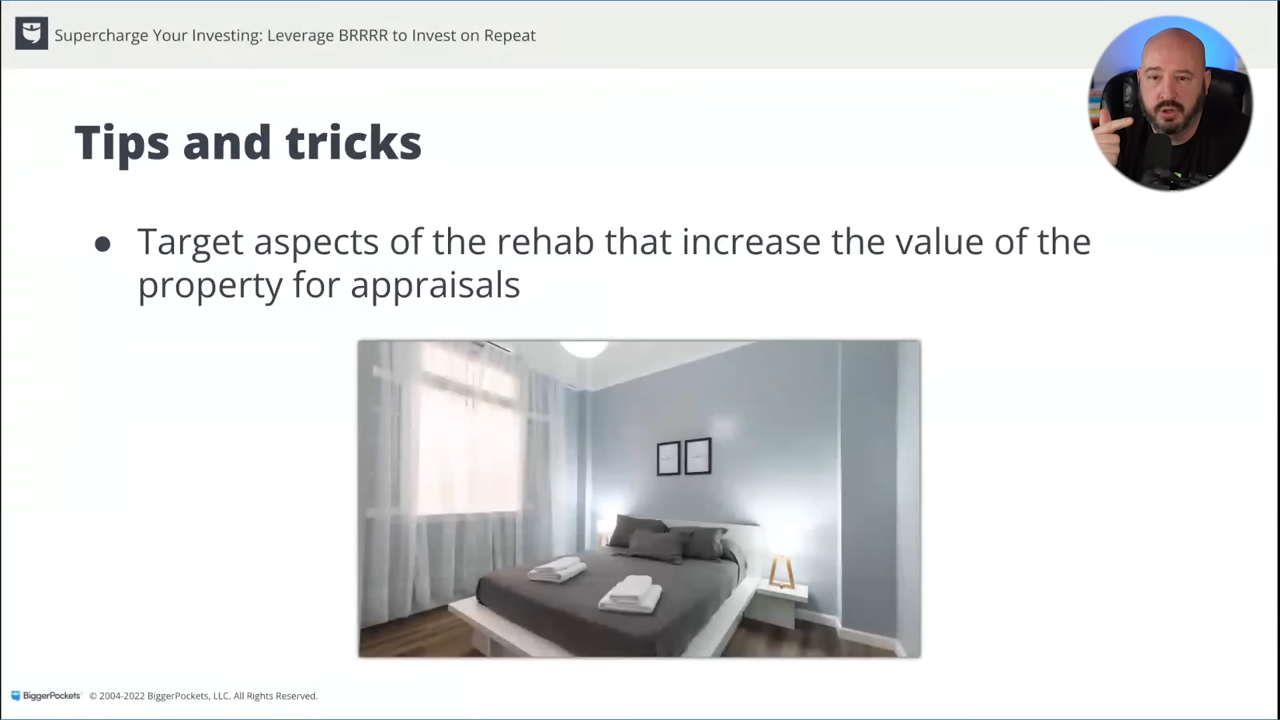 Supercharge Your Investing: Leverage BRRRR to Invest on Repeat
Tips and tricks
● Target aspects of the rehab that increase the value of the
property for appraisals
BiggerPockets © 2004-2022 BiggerPockets, LLC. All Rights Reserved.